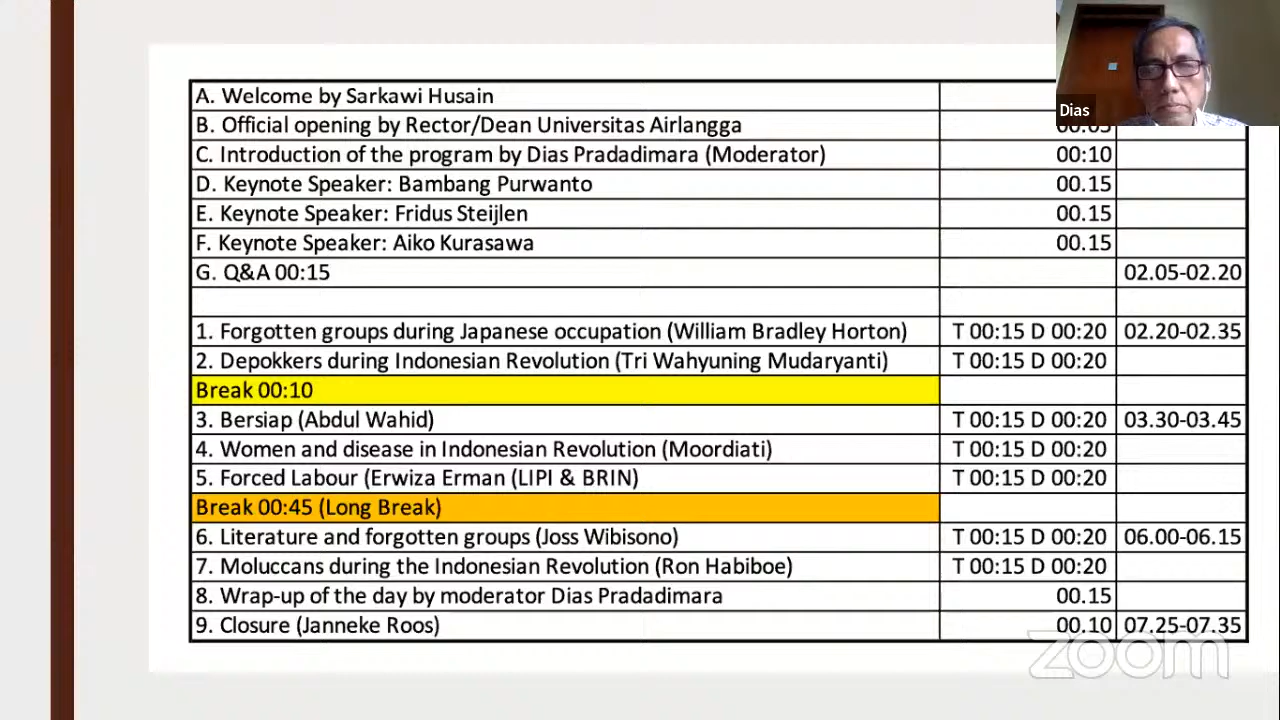 Dias
A. Welcome by Sarkawi Husain
B. Official opening by Rector/Dean Universitas Airlangga 00.05
C. Introduction of the program by Dias Pradadimara (Moderator) 00:10
D. Keynote Speaker: Bambang Purwanto 00.15
E. Keynote Speaker: Fridus Steijlen 00.15
F. Keynote Speaker: Aiko Kurasawa 00.15
G. Q&A 00:15 02.05-02.20
1. Forgotten groups during Japanese occupation (William Bradley Horton) T 00:15 D 00:20 02.20-02.35
2. Depokkers during Indonesian Revolution (Tri Wahyuning Mudaryanti) T 00:15 D 00:20
Break 00:10
3. Bersiap (Abdul Wahid) T 00:15 D 00:20 03.30-03.45
4. Women and disease in Indonesian Revolution (Moordiati) T 00:15 D 00:20
5. Forced Labour (Erwiza Erman (LIPI & BRIN) T 00:15 D 00:20
Break 00:45 (Long Break)
6. Literature and forgotten groups (Joss Wibisono) T 00:15 D 00:20 06.00-06.15
7. Moluccans during the Indonesian Revolution (Ron Habiboe) T 00:15 D 00:20
8. Wrap-up of the day by moderator Dias Pradadimara 00.15
9. Closure (Janneke Roos) 00.10 07.25-07.35
zoom